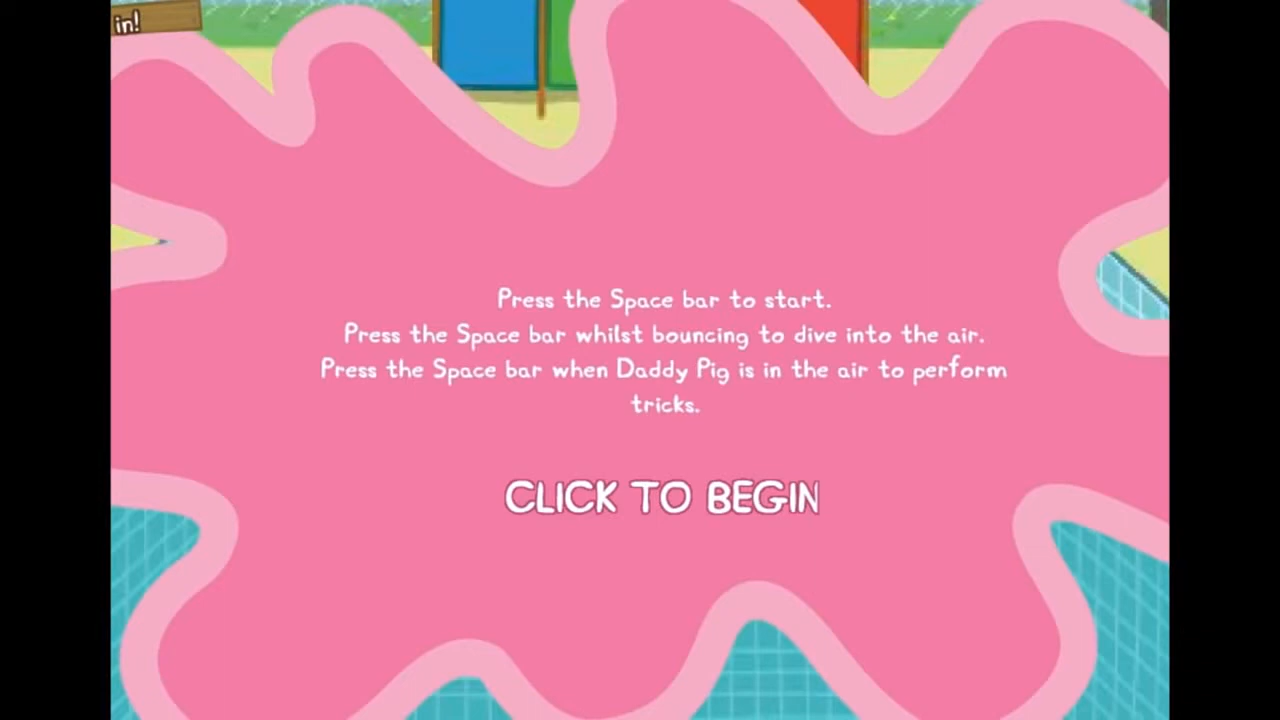 in!
Press the Space bar to start.
Press the Space bar whilst bouncing to dive into the air.
Press the Space bar when Daddy Pig is in the air to perform
tricks.
CLICK TO BEGIN